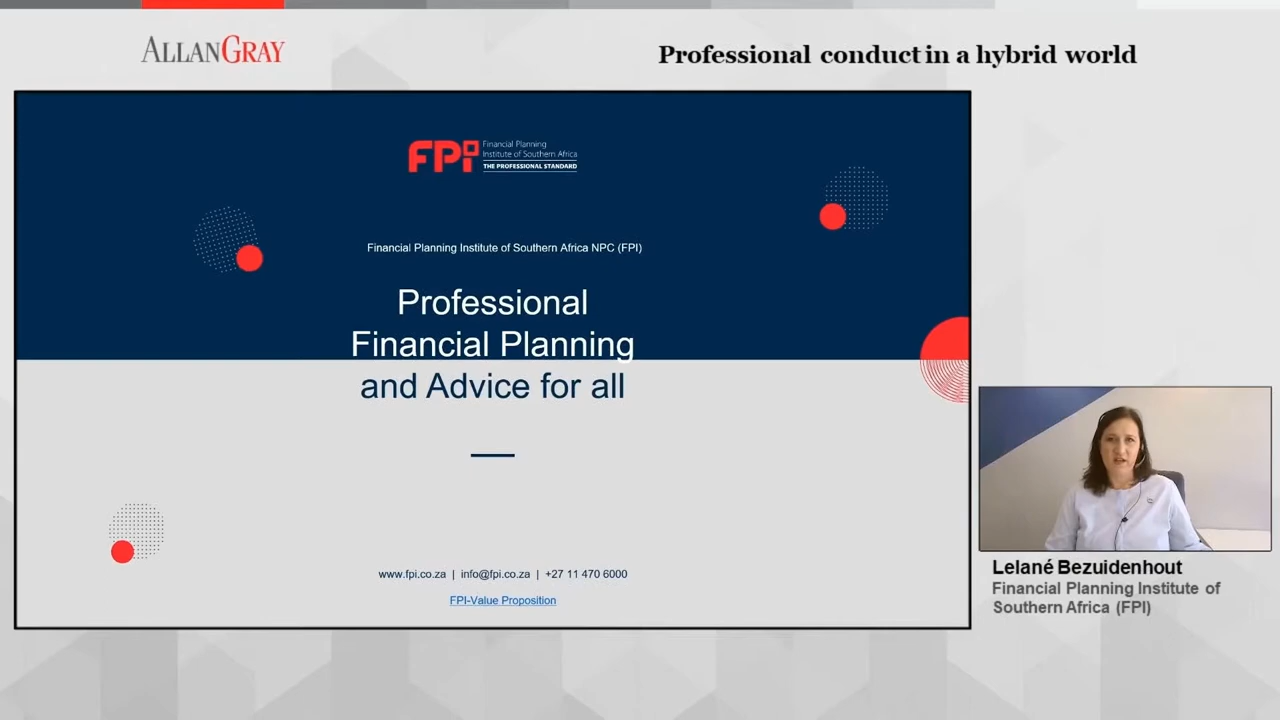 ALLANGRAY
Professional conduct in a hybrid world
FPi
Financial Planning
Institute of Southern Africa
THE PROFESSIONAL STANDARD
Financial Planning Institute of Southern Africa NPC (FPI)
Professional
Financial Planning
and Advice for all
www.fpi.co.za | info@fpi.co.za | +27 11 470 6000
FPI-Value Proposition
Lelané Bezuidenhout
Financial Planning Institute of
Southern Africa (FPI)